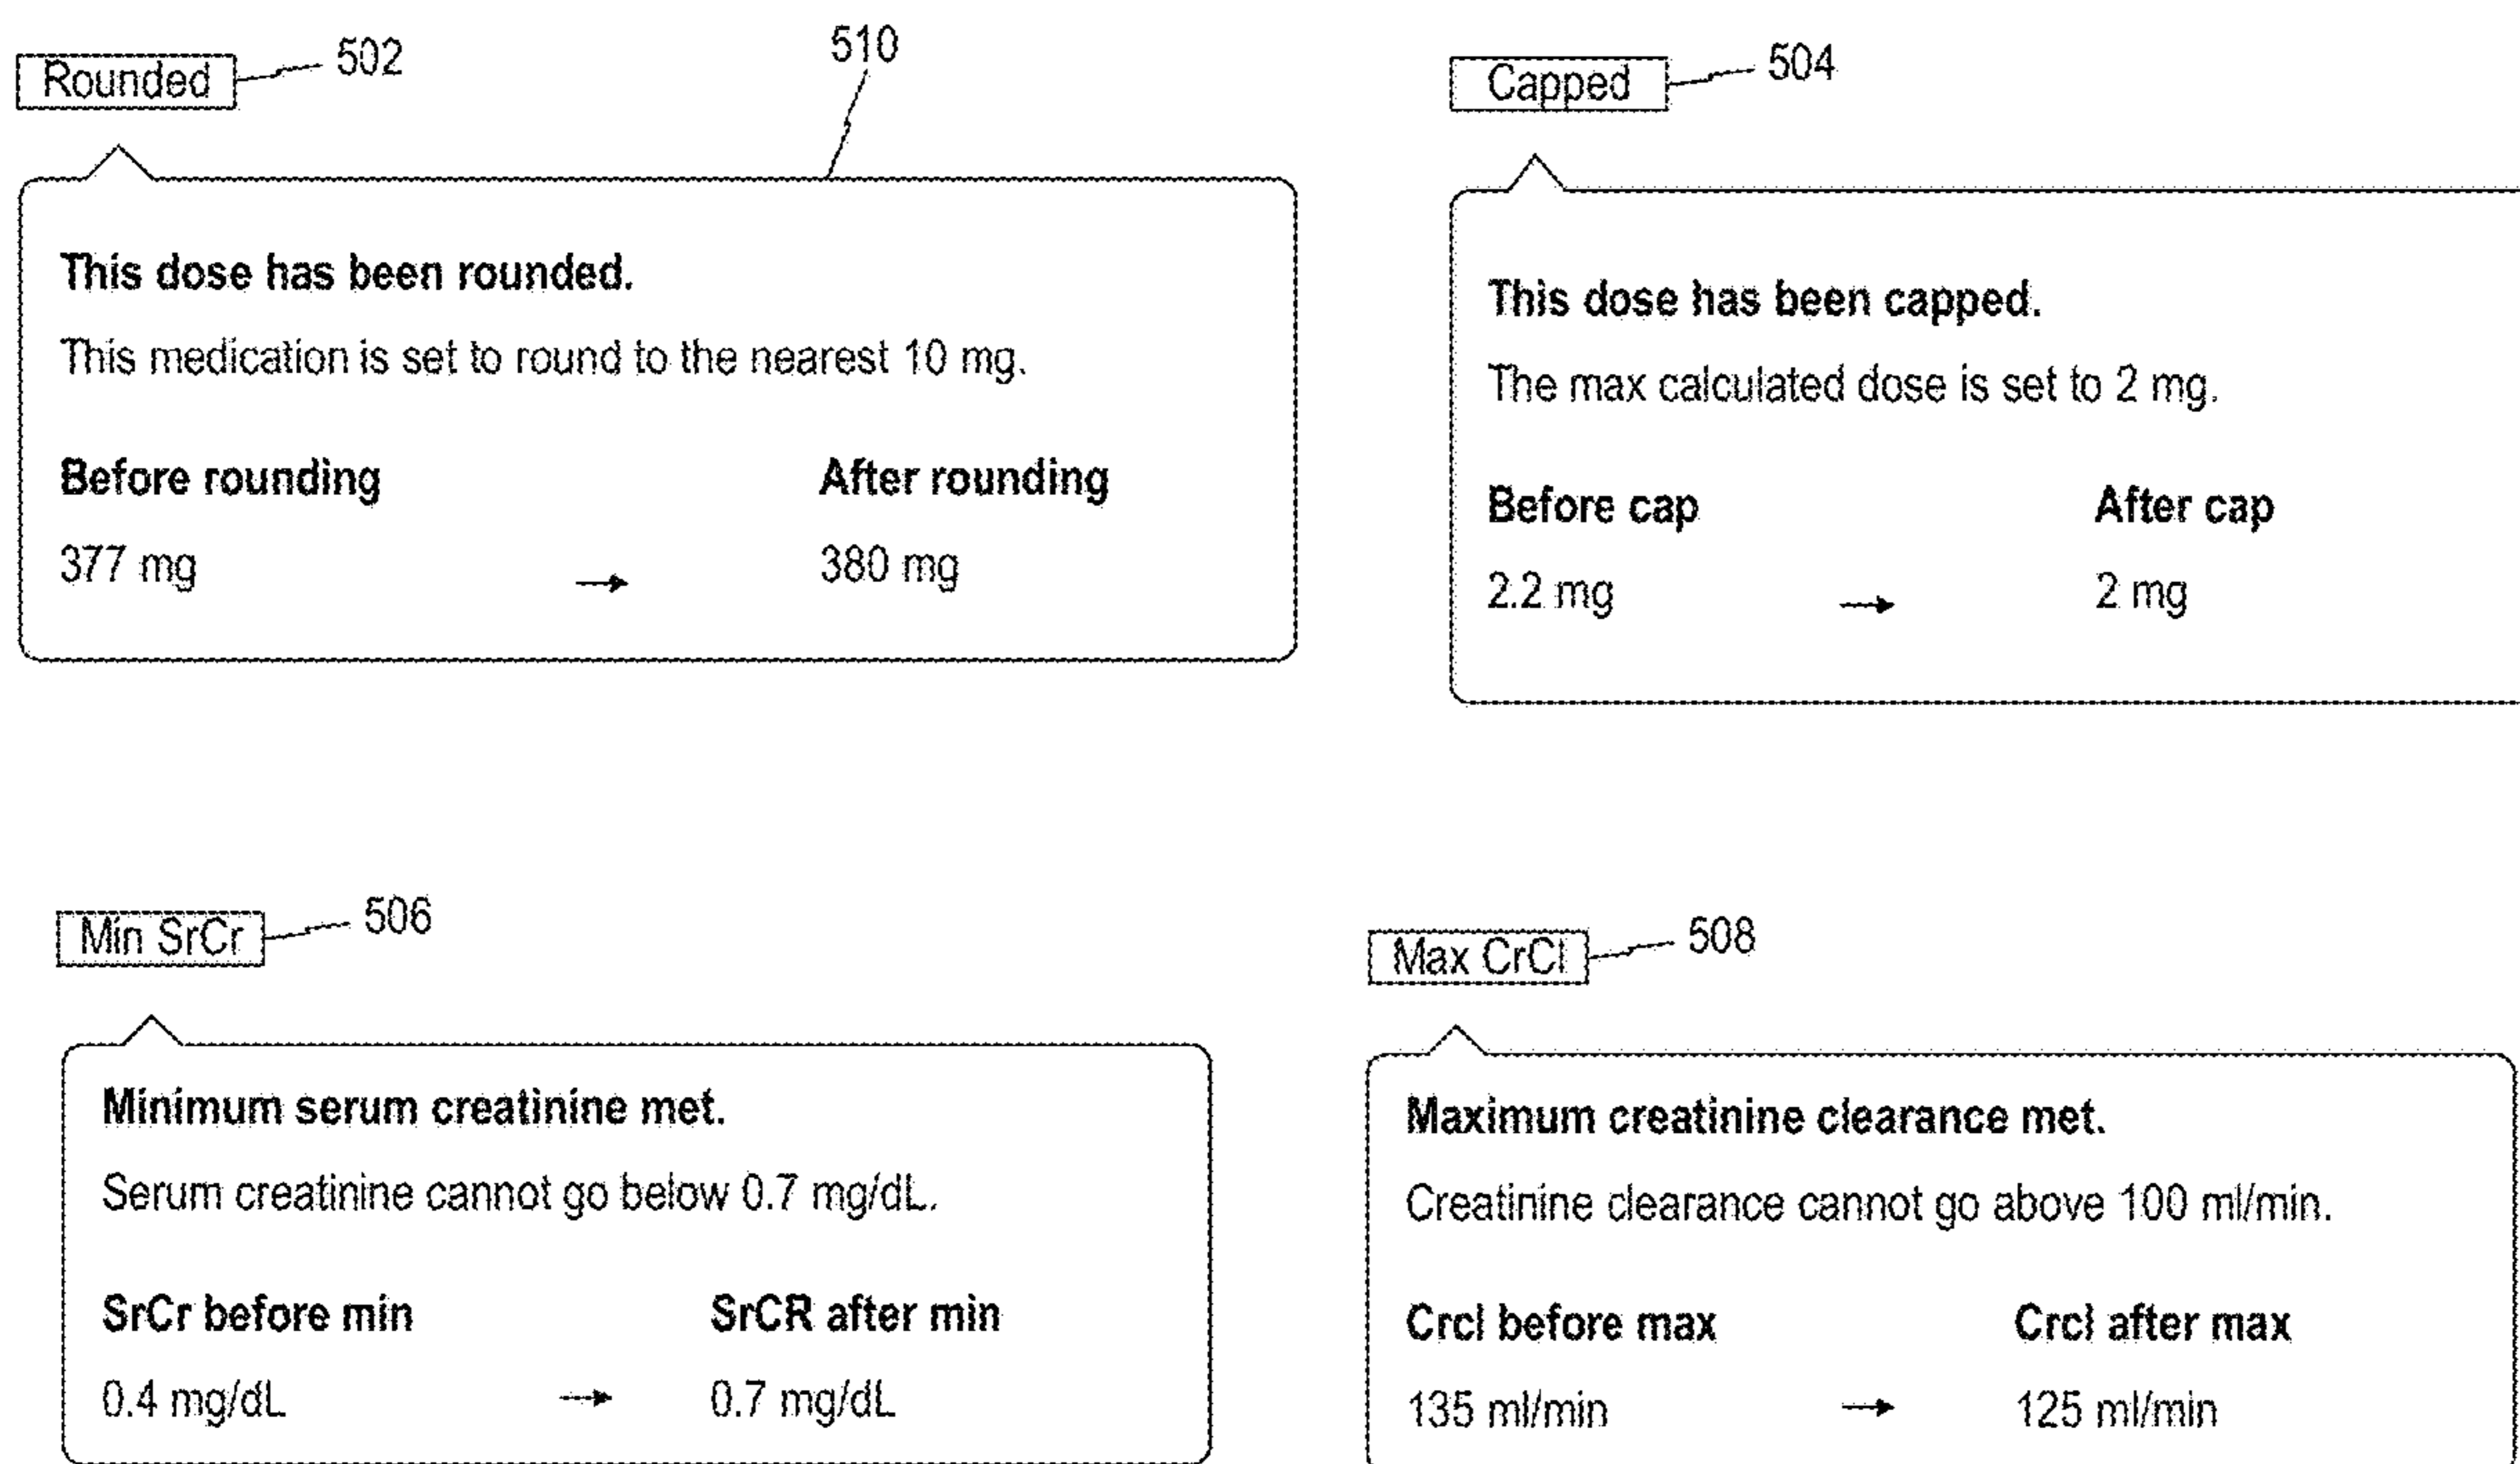 Rounded
502
510
This dose has been rounded.
This medication is set to round to the nearest 10 mg.
Before rounding
After rounding
377 mg → 380 mg
Capped
504
This dose has been capped.
The max calculated dose is set to 2 mg.
Before cap
After cap
2.2 mg → 2 mg
Min SrCr
506
Minimum serum creatinine met.
Serum creatinine cannot go below 0.7 mg/dL.
SrCr before min
SrCR after min
0.4 mg/dL → 0.7 mg/dL
Max CrCl
508
Maximum creatinine clearance met.
Creatinine clearance cannot go above 100 ml/min.
Crcl before max
Crcl after max
135 ml/min → 125 ml/min